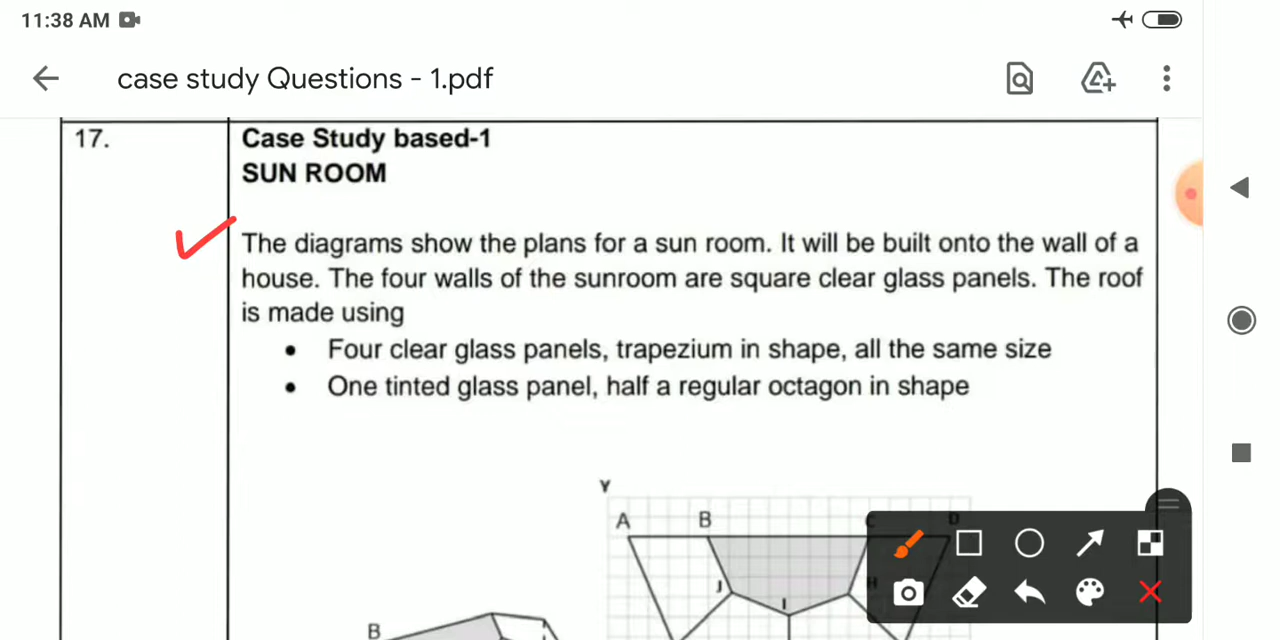 11:38 AM
case study Questions - 1.pdf
17.
Case Study based-1
SUN ROOM
The diagrams show the plans for a sun room. It will be built onto the wall of a
house. The four walls of the sunroom are square clear glass panels. The roof
is made using
• Four clear glass panels, trapezium in shape, all the same size
• One tinted glass panel, half a regular octagon in shape
Y
A B C D
J H
I
B